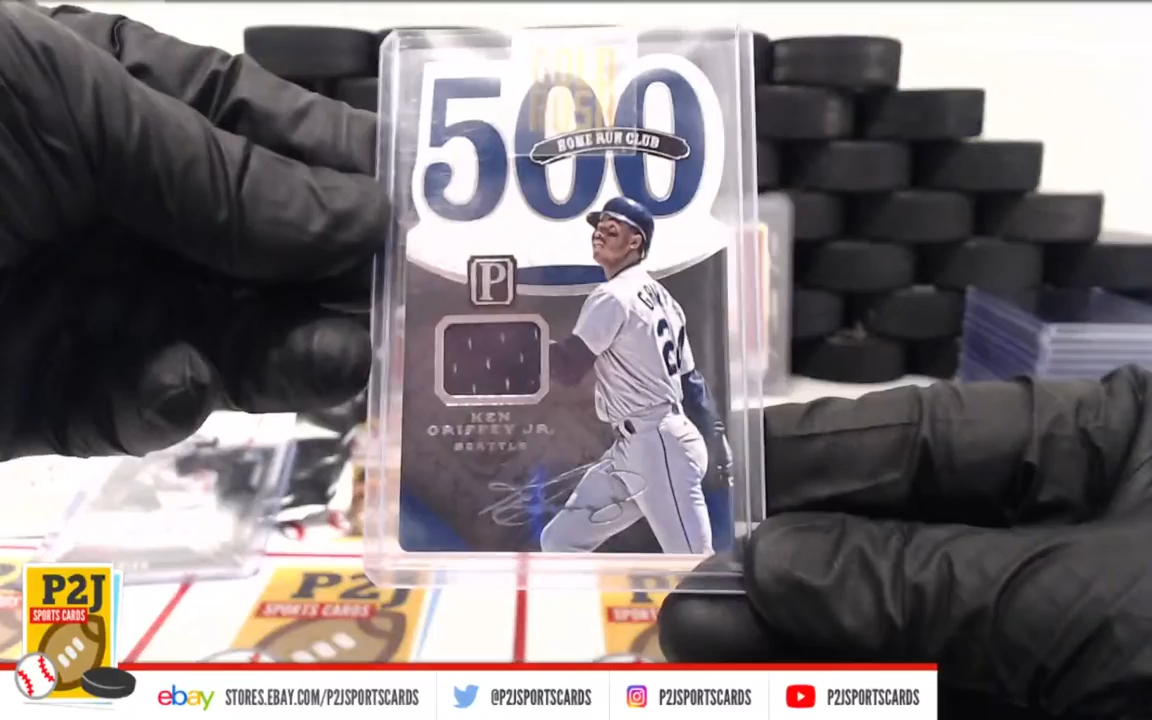 GOLD
RUSH
500
HOME RUN CLUB
P
24
KEN
GRIFFEY JR.
SEATTLE
P2J
SPORTS CARDS
P2J
SPORTS CARDS
ebay STORES.EBAY.COM/P2JSPORTSCARDS
@P2JSPORTSCARDS
P2JSPORTSCARDS
P2JSPORTSCARDS